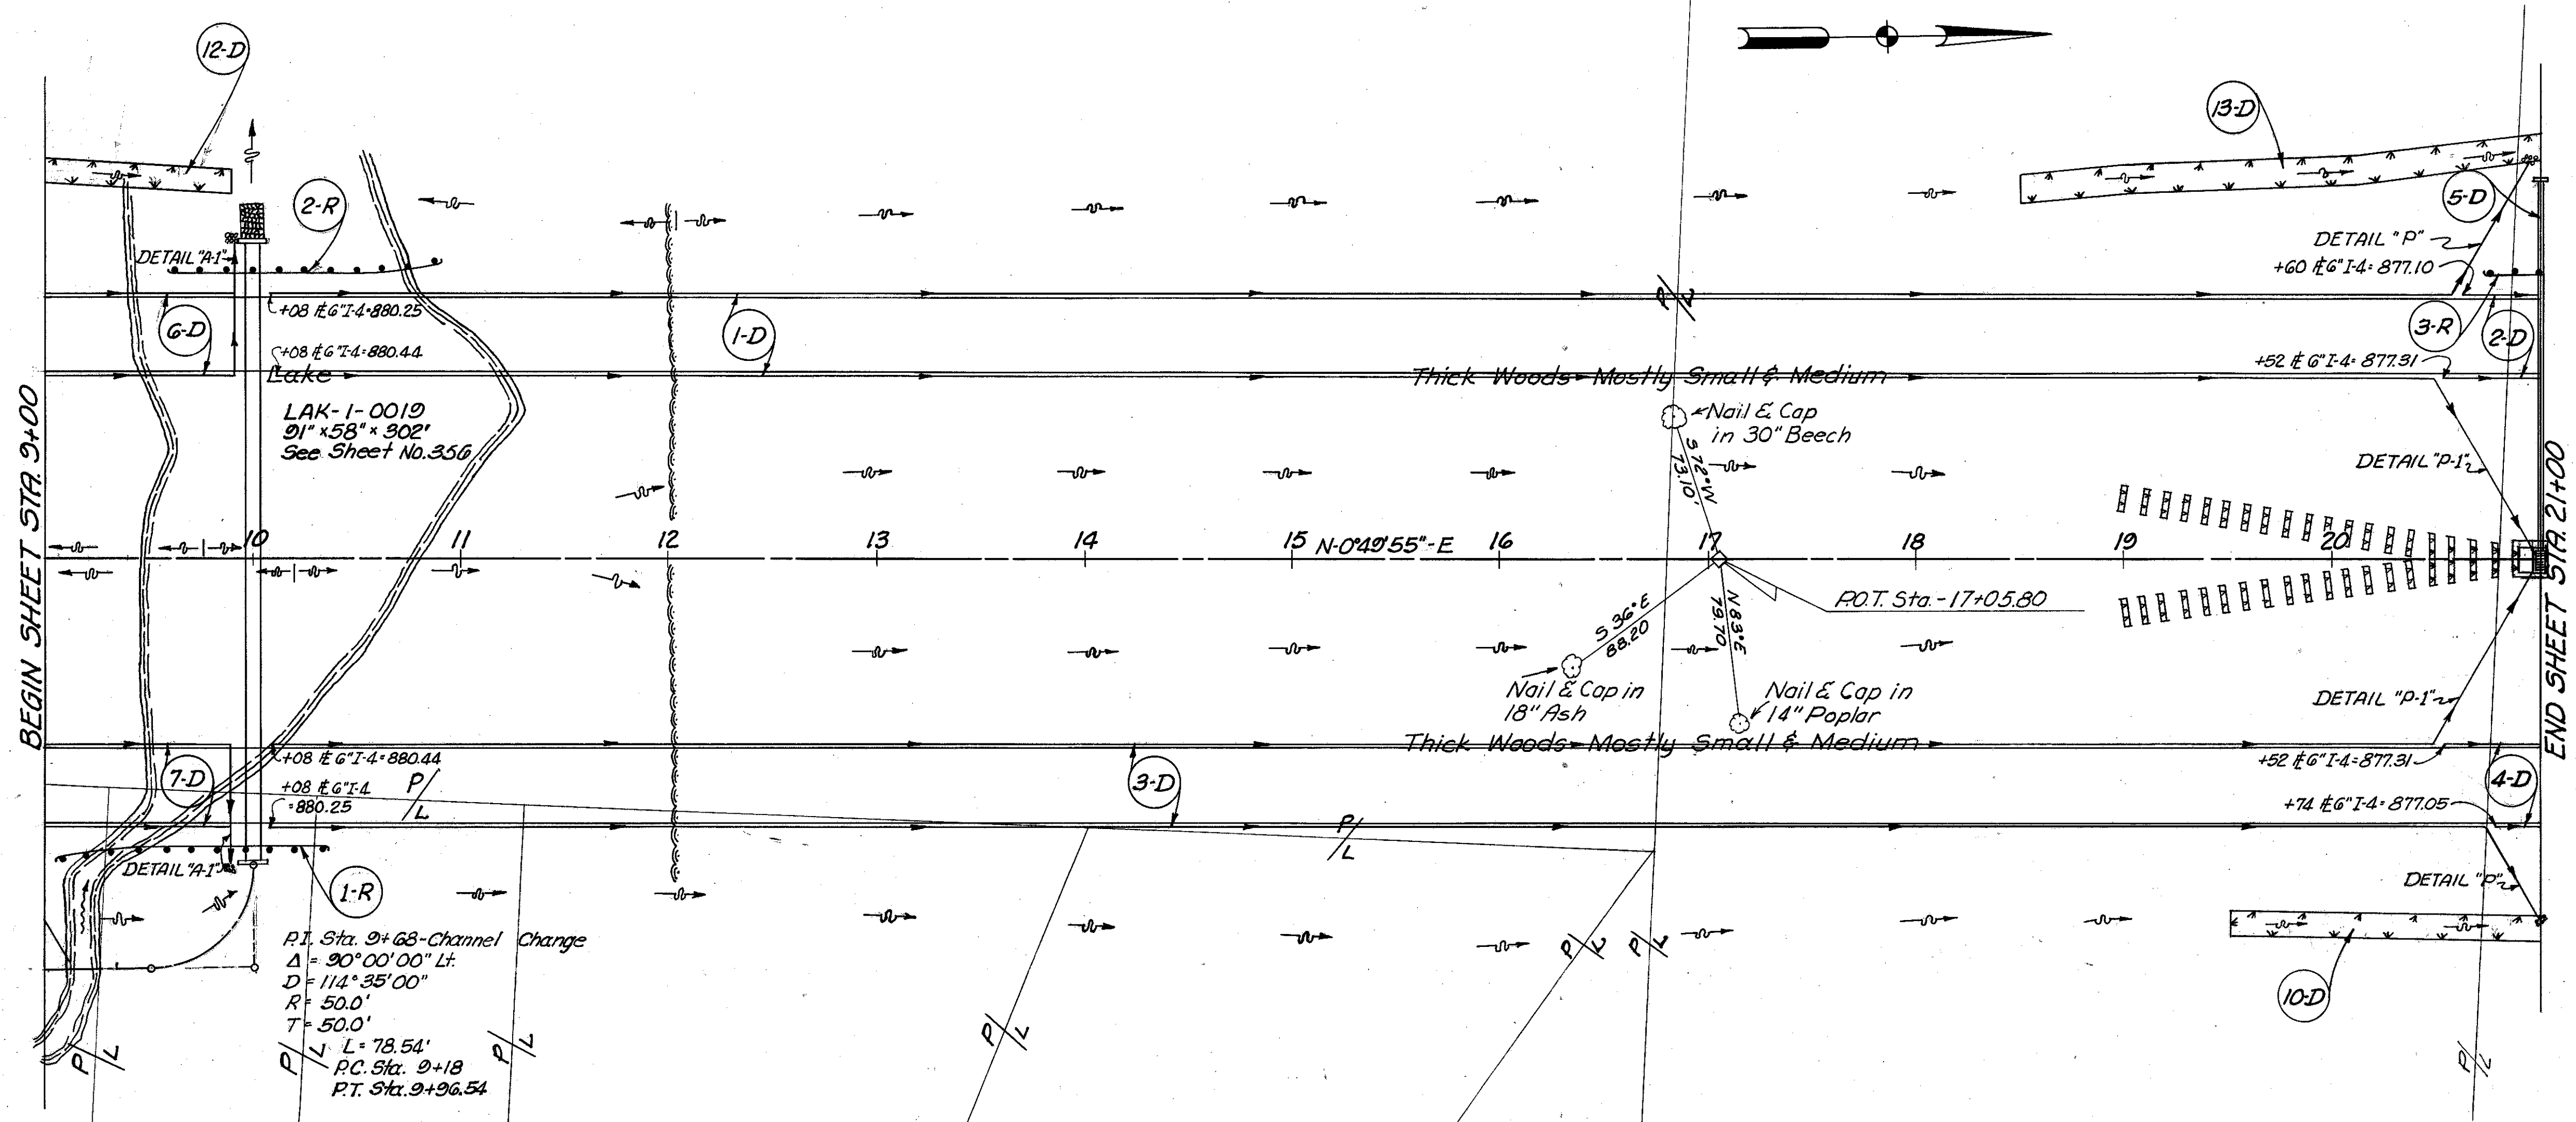 12-D
13-D
2-R
5-D
DETAIL "A-1"
DETAIL "P"
+60 ⅊ 6" I-4 = 877.10
P/L
+08 ⅊ 6" I-4 = 880.25
6-D
1-D
3-R
2-D
+08 ⅊ 6" I-4 = 880.44
+52 ⅊ 6" I-4 = 877.31
Lake
Thick Woods-Mostly Small & Medium
LAK-1-0019
91" x 58" x 302'
See Sheet No. 356
Nail & Cap
in 30" Beech
S 72° W
73.10'
DETAIL "P-1"
BEGIN SHEET STA. 9+00
END SHEET STA. 21+00
10
11
12
13
14
15
N-0°49'55"-E
16
17
18
19
20
P.O.T. Sta. - 17+05.80
S 36° E
88.20
N 83° E
79.70
Nail & Cap in
18" Ash
Nail & Cap in
14" Poplar
DETAIL "P-1"
Thick Woods-Mostly Small & Medium
+08 ⅊ 6" I-4 = 880.44
+52 ⅊ 6" I-4 = 877.31
7-D
3-D
4-D
+08 ⅊ 6" I-4
= 880.25
P/L
+74 ⅊ 6" I-4 = 877.05
P/L
DETAIL "A-1"
1-R
DETAIL "P"
P.I. Sta. 9+68-Channel Change
Δ = 90°00'00" Lt.
D = 114°35'00"
R = 50.0'
T = 50.0'
L = 78.54'
P.C. Sta. 9+18
P.T. Sta. 9+96.54
P/L
P/L
10-D
P/L
P/L
P/L
P/L
P/L